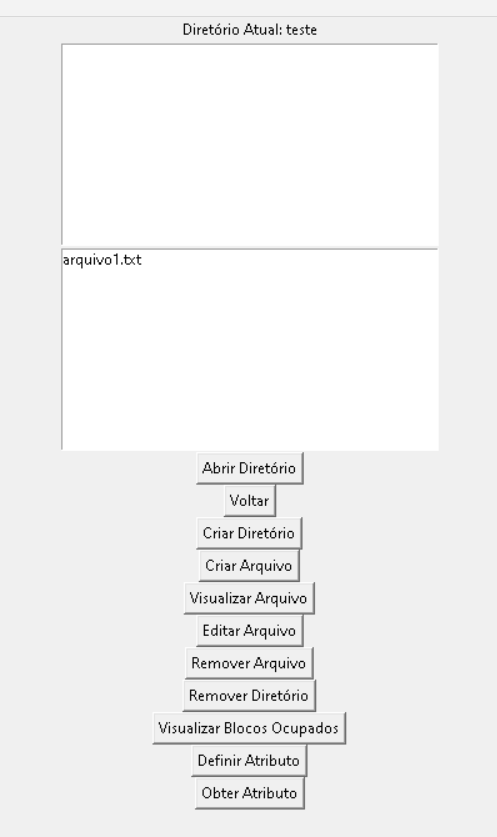 Diretório Atual: teste
arquivo1.txt
Abrir Diretório
Voltar
Criar Diretório
Criar Arquivo
Visualizar Arquivo
Editar Arquivo
Remover Arquivo
Remover Diretório
Visualizar Blocos Ocupados
Definir Atributo
Obter Atributo